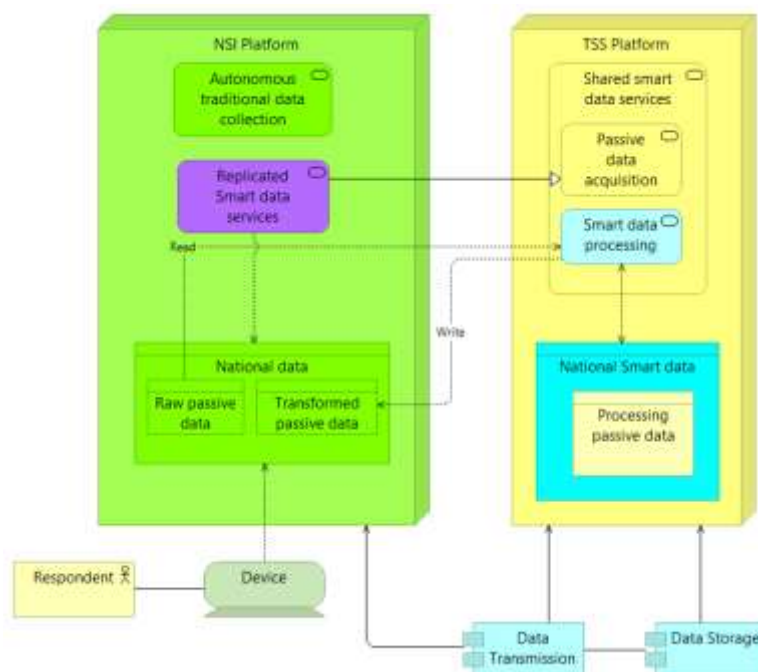 NSI Platform
Autonomous
traditional data
collection
Replicated
Smart data
services
Read
National data
Raw passive
data
Transformed
passive data
TSS Platform
Shared smart
data services
Passive
data
acquisition
Smart data
processing
Write
National Smart data
Processing
passive data
Respondent
Device
Data
Transmission
Data Storage